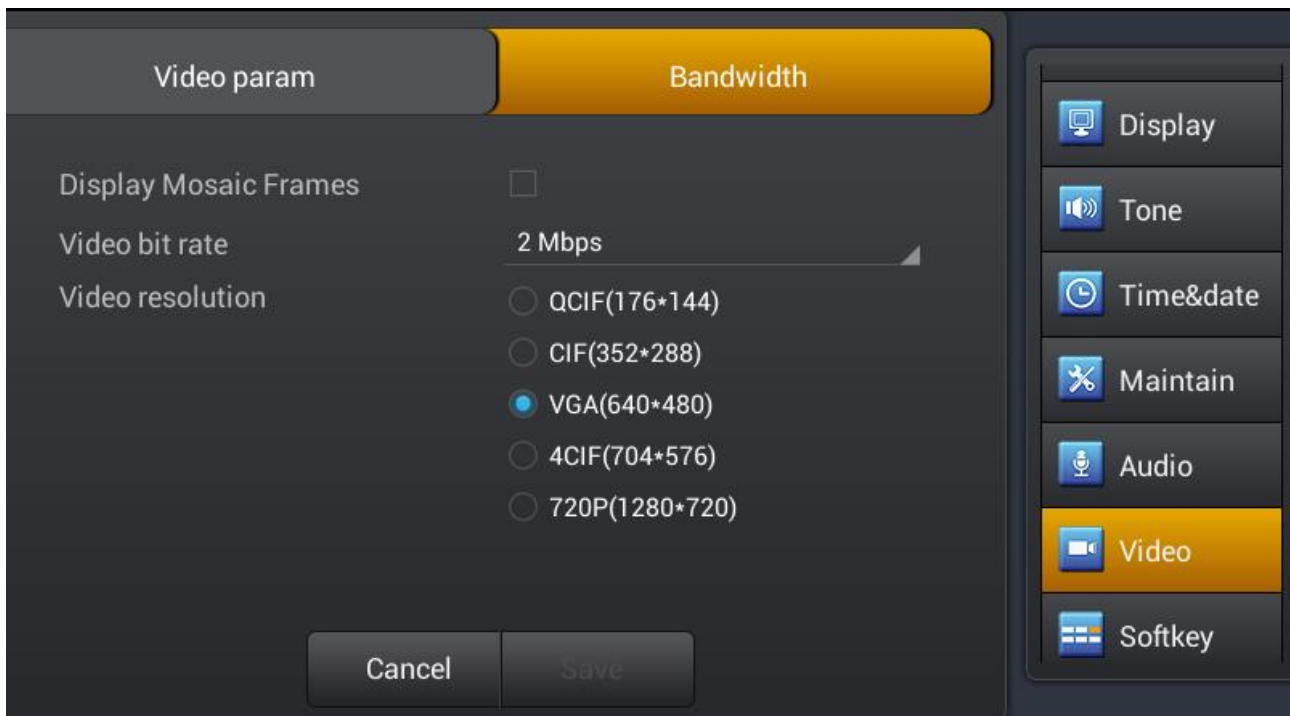 Video param
Bandwidth
Display Mosaic Frames
Video bit rate
2 Mbps
Video resolution
QCIF(176*144)
CIF(352*288)
VGA(640*480)
4CIF(704*576)
720P(1280*720)
Cancel
Save
Display
Tone
Time&date
Maintain
Audio
Video
Softkey